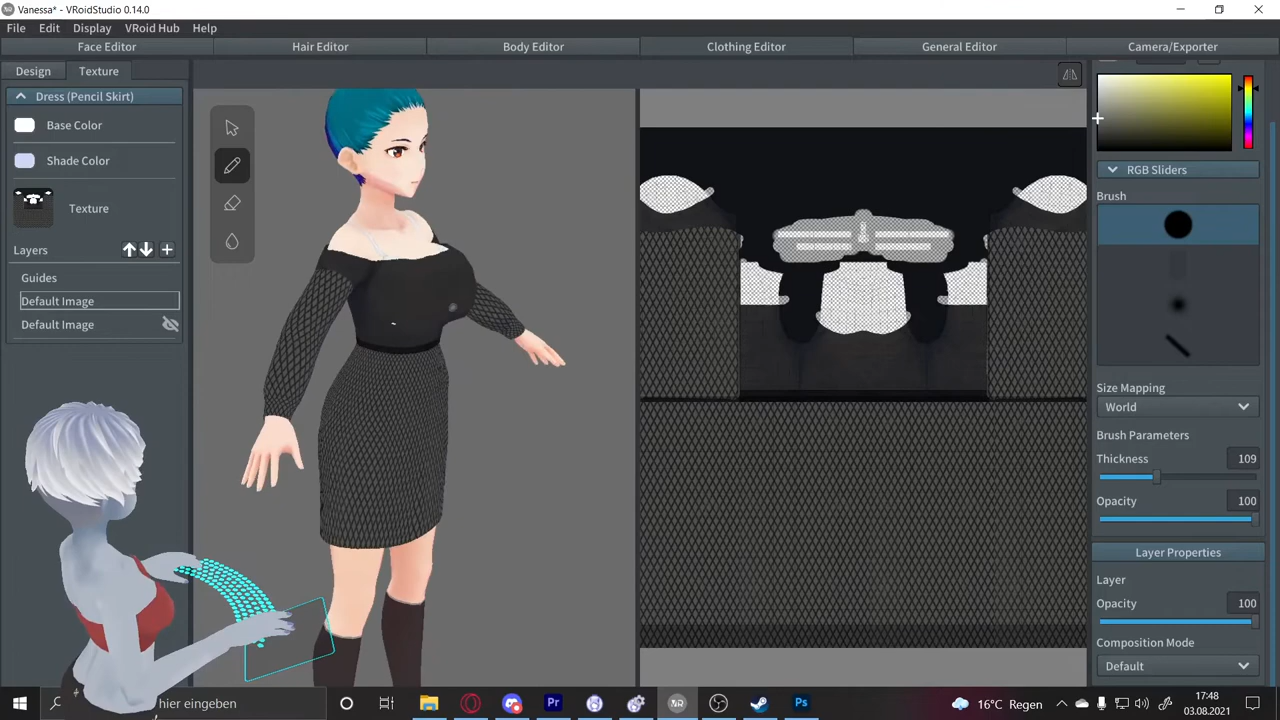 Vanessa* - VRoidStudio 0.14.0
File Edit Display VRoid Hub Help
Face Editor Hair Editor Body Editor Clothing Editor General Editor Camera/Exporter
Design Texture
Dress (Pencil Skirt)
Base Color
Shade Color
Texture
Layers
Guides
Default Image
Default Image
RGB Sliders
Brush
Size Mapping
World
Brush Parameters
Thickness 109
Opacity 100
Layer Properties
Layer
Opacity 100
Composition Mode
Default
hier eingeben
Pr
Ps
16°C Regen
17:48
03.08.2021